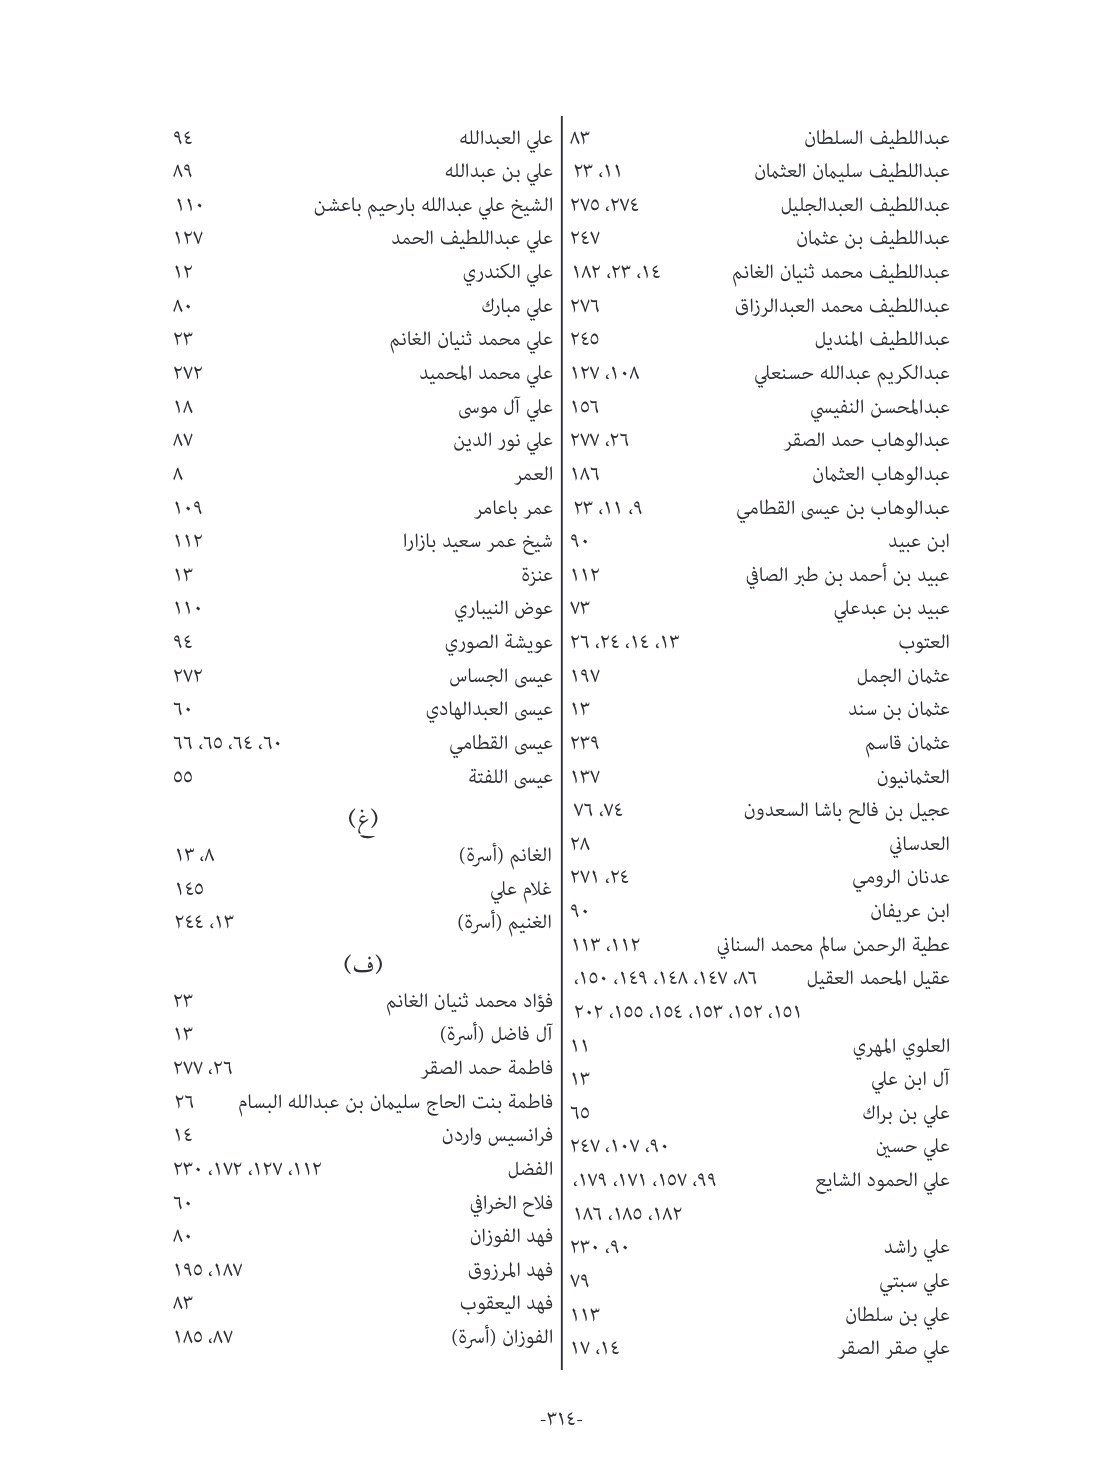 عبداللطيف السلطان ٨٣
عبداللطيف سليمان العثمان ١١، ٢٣
عبداللطيف العبدالجليل ٢٧٤، ٢٧٥
عبداللطيف بن عثمان ٢٤٧
عبداللطيف محمد ثنيان الغانم ١٤، ٢٣، ١٨٢
عبداللطيف محمد العبدالرزاق ٢٧٦
عبداللطيف المنديل ٢٤٥
عبدالكريم عبدالله حسنعلي ١٠٨، ١٢٧
عبدالمحسن النفيسي ١٥٦
عبدالوهاب حمد الصقر ٢٦، ٢٧٧
عبدالوهاب العثمان ١٨٦
عبدالوهاب بن عيسى القطامي ٩، ١١، ٢٣
ابن عبيد ٩٠
عبيد بن أحمد بن طبر الصافي ١١٢
عبيد بن عبدعلي ٧٣
العتوب ١٣، ١٤، ٢٤، ٢٦
عثمان الجمل ١٩٧
عثمان بن سند ١٣
عثمان قاسم ٢٣٩
العثمانيون ١٣٧
عجيل بن فالح باشا السعدون ٧٤، ٧٦
العدساني ٢٨
عدنان الرومي ٢٤، ٢٧١
ابن عريفان ٩٠
عطية الرحمن سالم محمد السناني ١١٢، ١١٣
عقيل المحمد العقيل ٨٦، ١٤٧، ١٤٨، ١٤٩، ١٥٠،
١٥١، ١٥٢، ١٥٣، ١٥٤، ١٥٥، ٢٠٢
العلوي المهري ١١
آل ابن علي ١٣
علي بن براك ٦٥
علي حسين ٩٠، ١٠٧، ٢٤٧
علي الحمود الشايع ٩٩، ١٥٧، ١٧١، ١٧٩،
١٨٢، ١٨٥، ١٨٦
علي راشد ٩٠، ٢٣٠
علي سبتي ٧٩
علي بن سلطان ١١٣
علي صقر الصقر ١٤، ١٧
علي العبدالله ٩٤
علي بن عبدالله ٨٩
الشيخ علي عبدالله بارحيم باعشن ١١٠
علي عبداللطيف الحمد ١٢٧
علي الكندري ١٢
علي مبارك ٨٠
علي محمد ثنيان الغانم ٢٣
علي محمد المحميد ٢٧٢
علي آل موسى ١٨
علي نور الدين ٨٧
العمر ٨
عمر باعامر ١٠٩
شيخ عمر سعيد بازارا ١١٢
عنزة ١٣
عوض النيباري ١١٠
عويشة الصوري ٩٤
عيسى الجساس ٢٧٢
عيسى العبدالهادي ٦٠
عيسى القطامي ٦٠، ٦٤، ٦٥، ٦٦
عيسى اللفتة ٥٥
(غ)
الغانم (أسرة) ٨، ١٣
غلام علي ١٤٥
الغنيم (أسرة) ١٣، ٢٤٤
(ف)
فؤاد محمد ثنيان الغانم ٢٣
آل فاضل (أسرة) ١٣
فاطمة حمد الصقر ٢٦، ٢٧٧
فاطمة بنت الحاج سليمان بن عبدالله البسام ٢٦
فرانسيس واردن ١٤
الفضل ١١٢، ١٢٧، ١٧٢، ٢٣٠
فلاح الخرافي ٦٠
فهد الفوزان ٨٠
فهد المرزوق ١٨٧، ١٩٥
فهد اليعقوب ٨٣
الفوزان (أسرة) ٨٧، ١٨٥
-٣١٤-